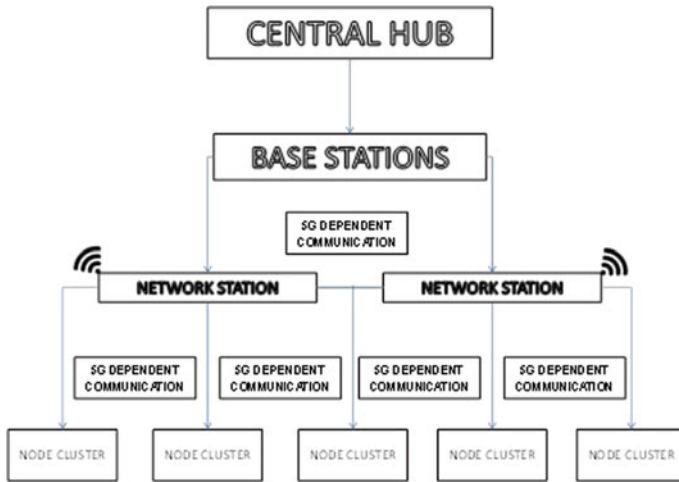 CENTRAL HUB
BASE STATIONS
5G DEPENDENT
COMMUNICATION
NETWORK STATION
NETWORK STATION
5G DEPENDENT
COMMUNICATION
5G DEPENDENT
COMMUNICATION
5G DEPENDENT
COMMUNICATION
5G DEPENDENT
COMMUNICATION
NODE CLUSTER
NODE CLUSTER
NODE CLUSTER
NODE CLUSTER
NODE CLUSTER